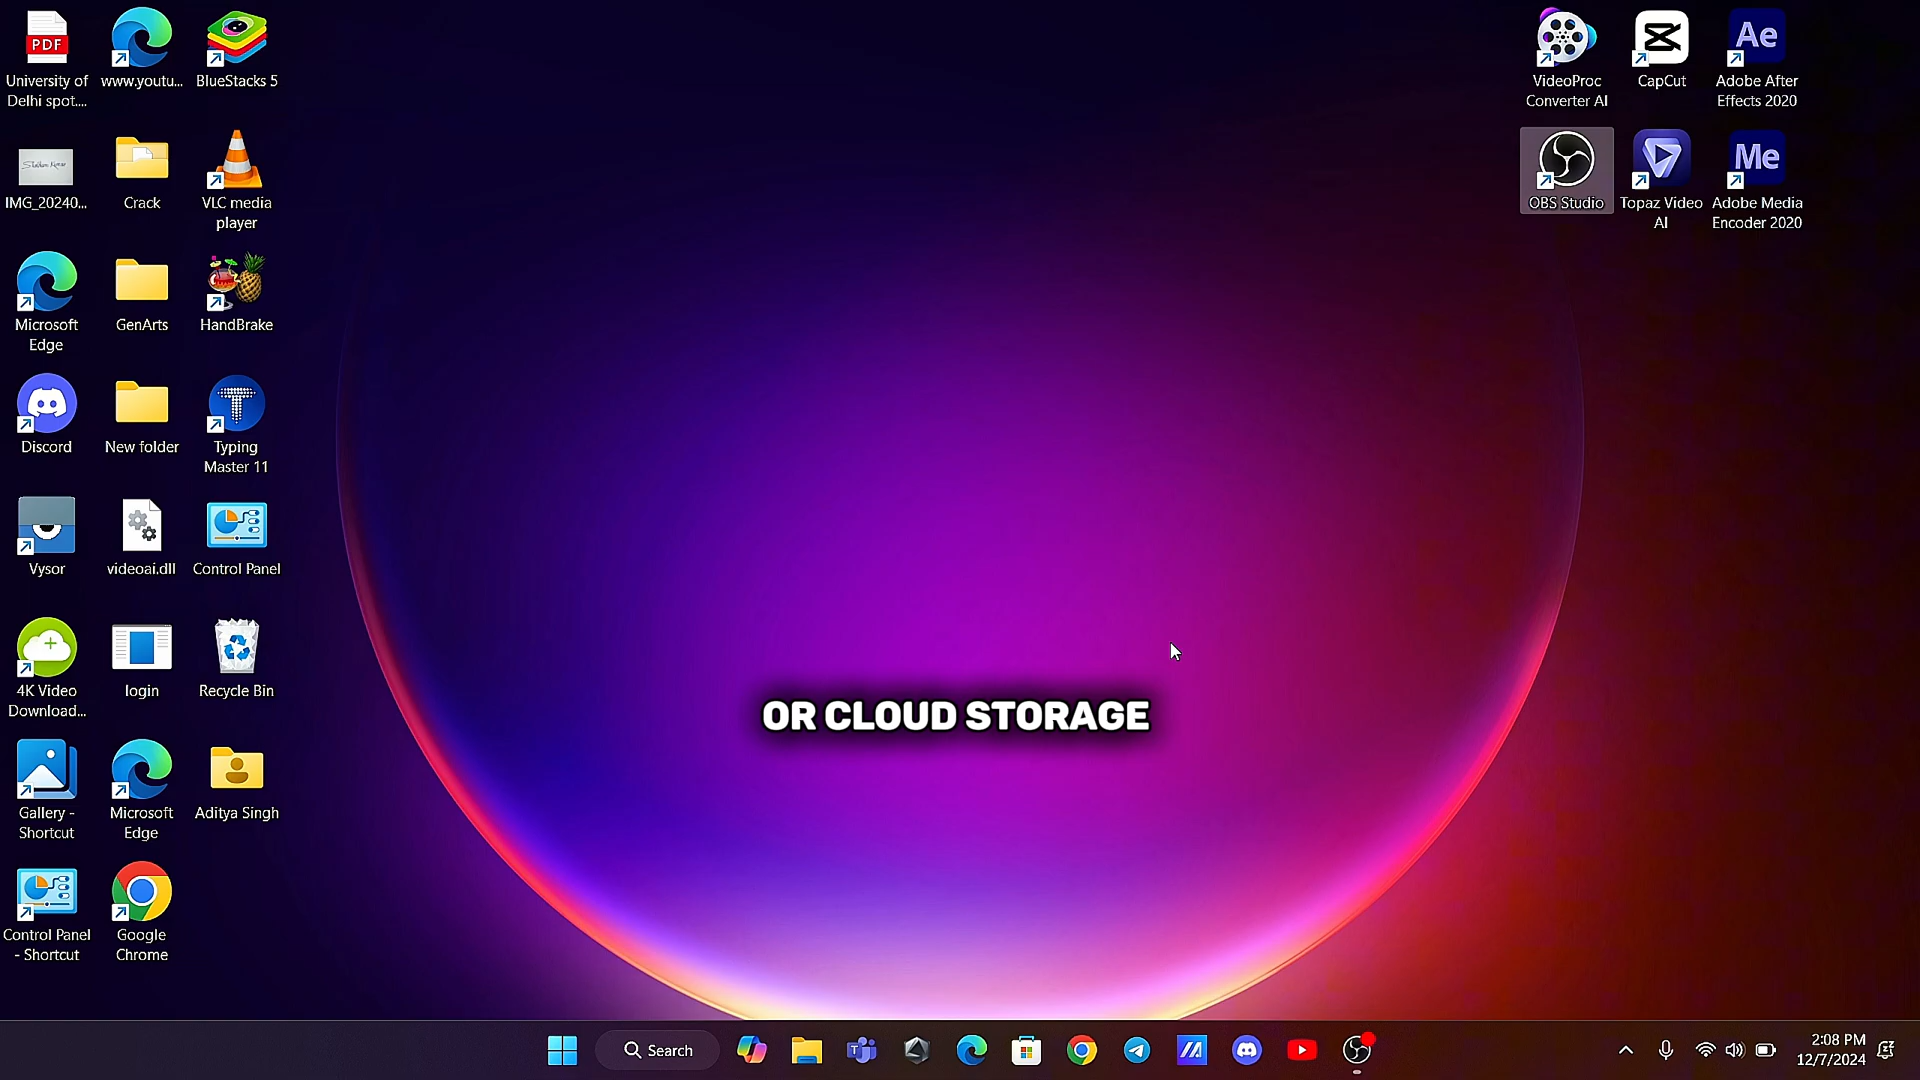 PDF
University of
Delhi spot....
www.youtu...
BlueStacks 5
IMG_20240...
Crack
VLC media
player
Microsoft
Edge
GenArts
HandBrake
Discord
New folder
T
Typing
Master 11
Vysor
videoai.dll
Control Panel
4K Video
Download...
login
Recycle Bin
Gallery -
Shortcut
Microsoft
Edge
Aditya Singh
Control Panel
- Shortcut
Google
Chrome
VideoProc
Converter AI
CapCut
Ae
Adobe After
Effects 2020
OBS Studio
Topaz Video
AI
Me
Adobe Media
Encoder 2020
OR CLOUD STORAGE
Search
2:08 PM
12/7/2024